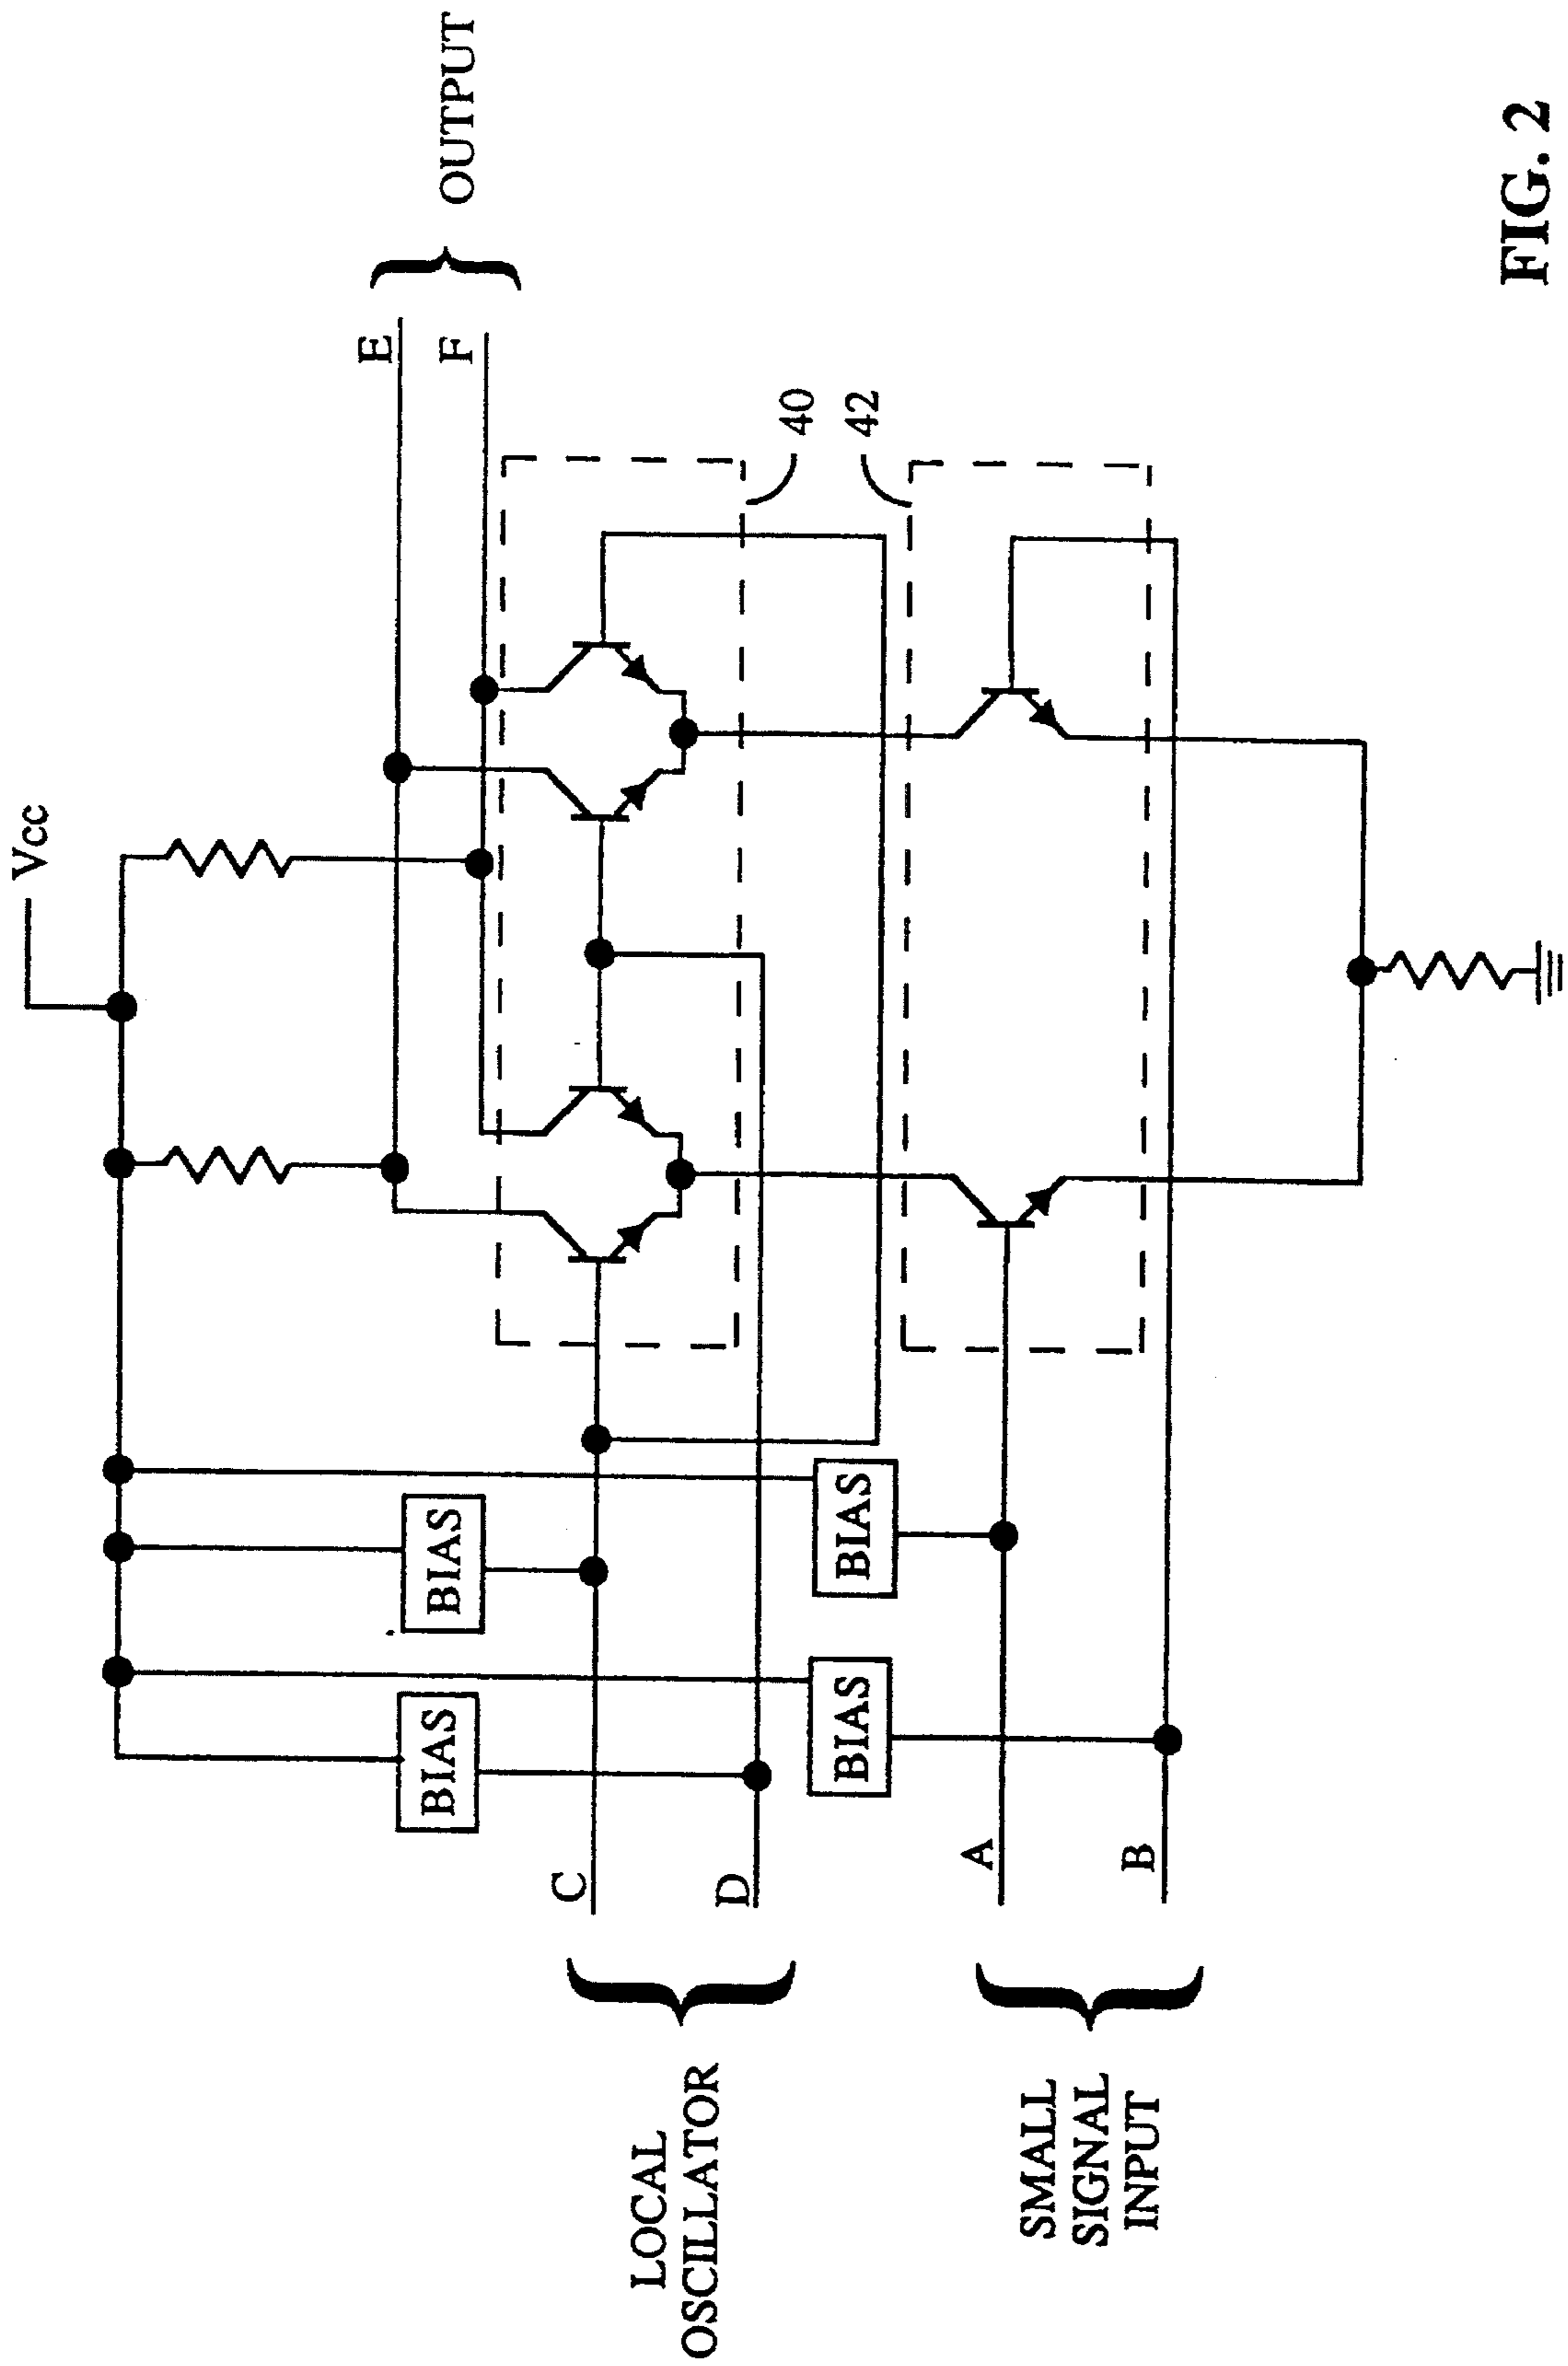 Vcc
E
F
OUTPUT
BIAS
BIAS
40
42
C
D
LOCAL
OSCILLATOR
BIAS
BIAS
A
B
SMALL
SIGNAL
INPUT
FIG. 2